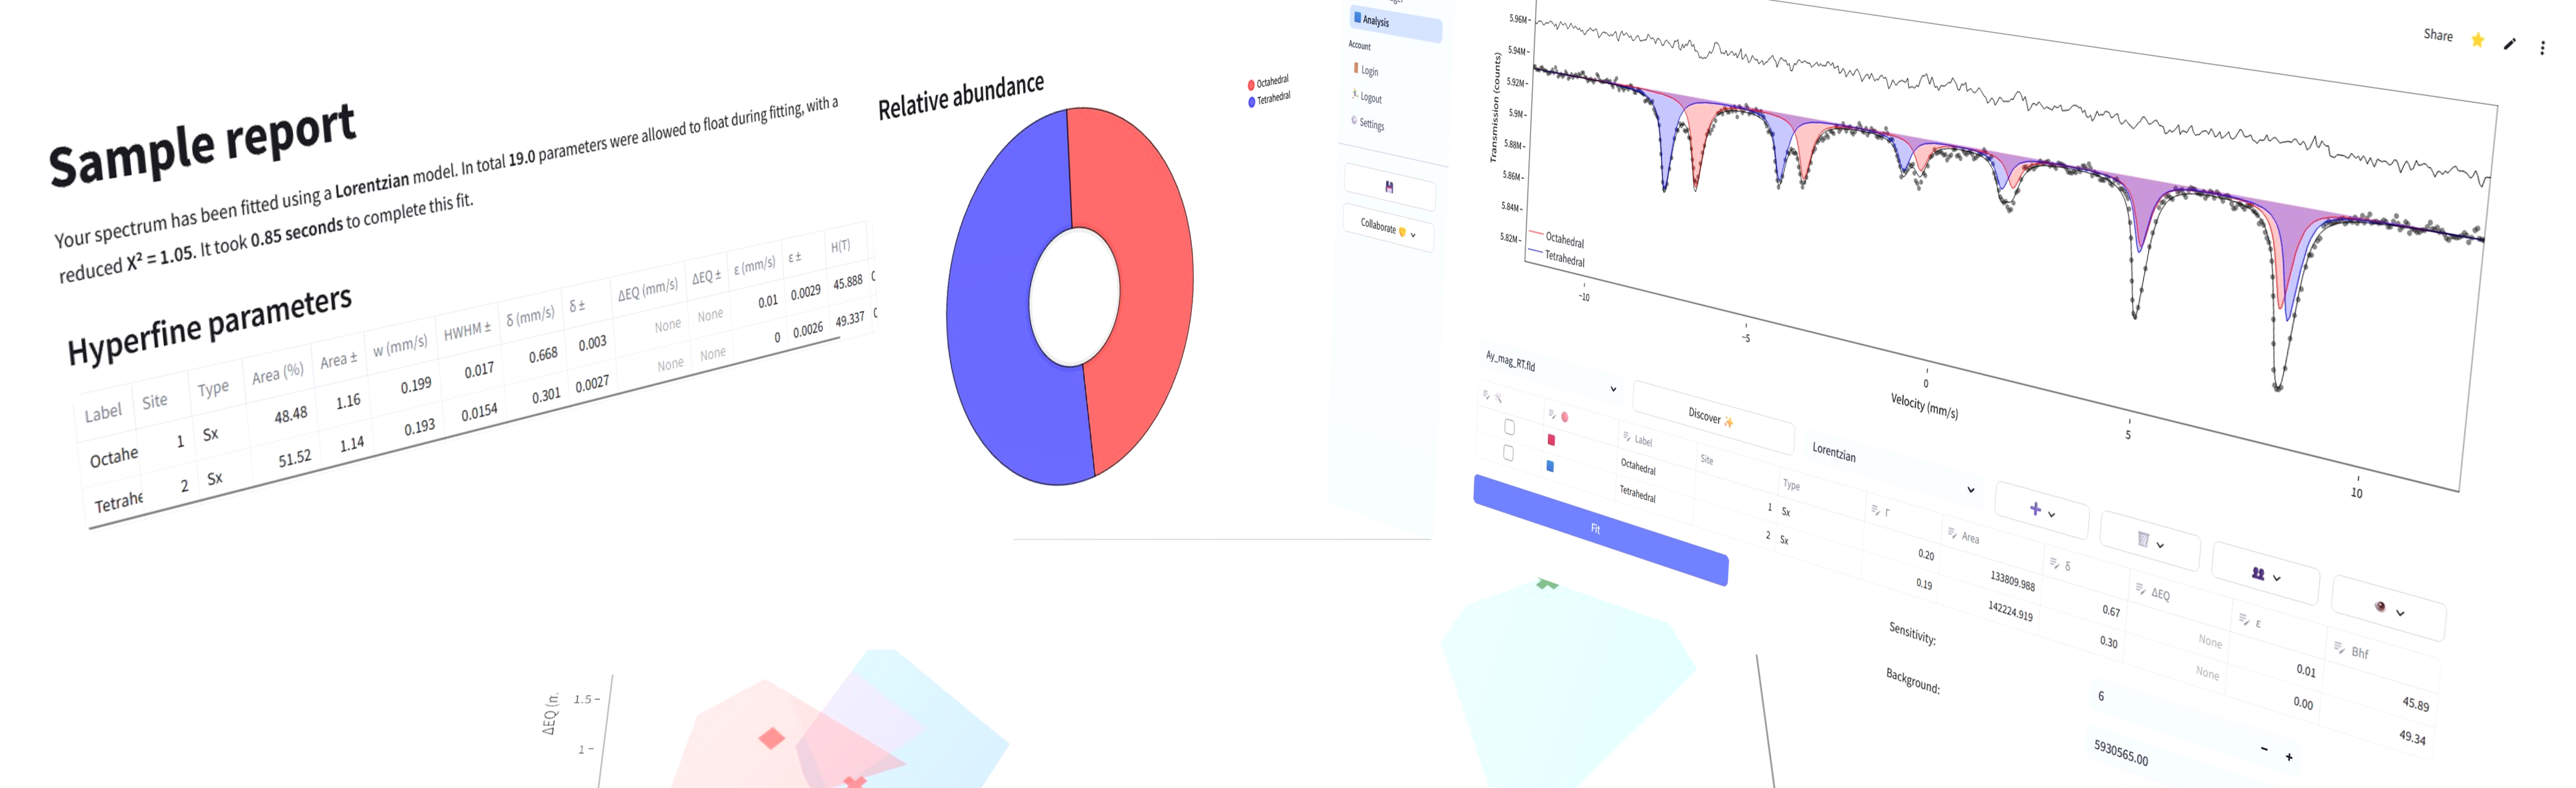 Sample report
Your spectrum has been fitted using a Lorentzian model. In total 19.0 parameters were allowed to float during fitting, with a
reduced X² = 1.05. It took 0.85 seconds to complete this fit.
Hyperfine parameters
Label Site Type Area (%) Area ± w (mm/s) HWHM ± δ (mm/s) δ ± ΔEQ (mm/s) ΔEQ ± ε (mm/s) ε ± H(T)
Octahe 1 Sx 48.48 1.16 0.199 0.017 0.668 0.003 None None 0.01 0.0029 45.888
Tetrahe 2 Sx 51.52 1.14 0.193 0.0154 0.301 0.0027 None None 0 0.0026 49.337
Relative abundance
Octahedral
Tetrahedral
ΔEQ (n.
1.5
1
Analysis
Account
Login
Logout
Settings
Collaborate
Share
Transmission (counts)
5.96M
5.94M
5.92M
5.9M
5.88M
5.86M
5.84M
5.82M
Octahedral
Tetrahedral
−10
−5
0
5
10
Velocity (mm/s)
Ay_mag_RT.fld
Discover
Lorentzian
Label Site Type Γ Area δ ΔEQ ε Bhf
Octahedral 1 Sx 0.20 133809.988 0.67 None 0.01 45.89
Tetrahedral 2 Sx 0.19 142224.919 0.30 None 0.00 49.34
Fit
Sensitivity:
6
− +
Background:
5930565.00